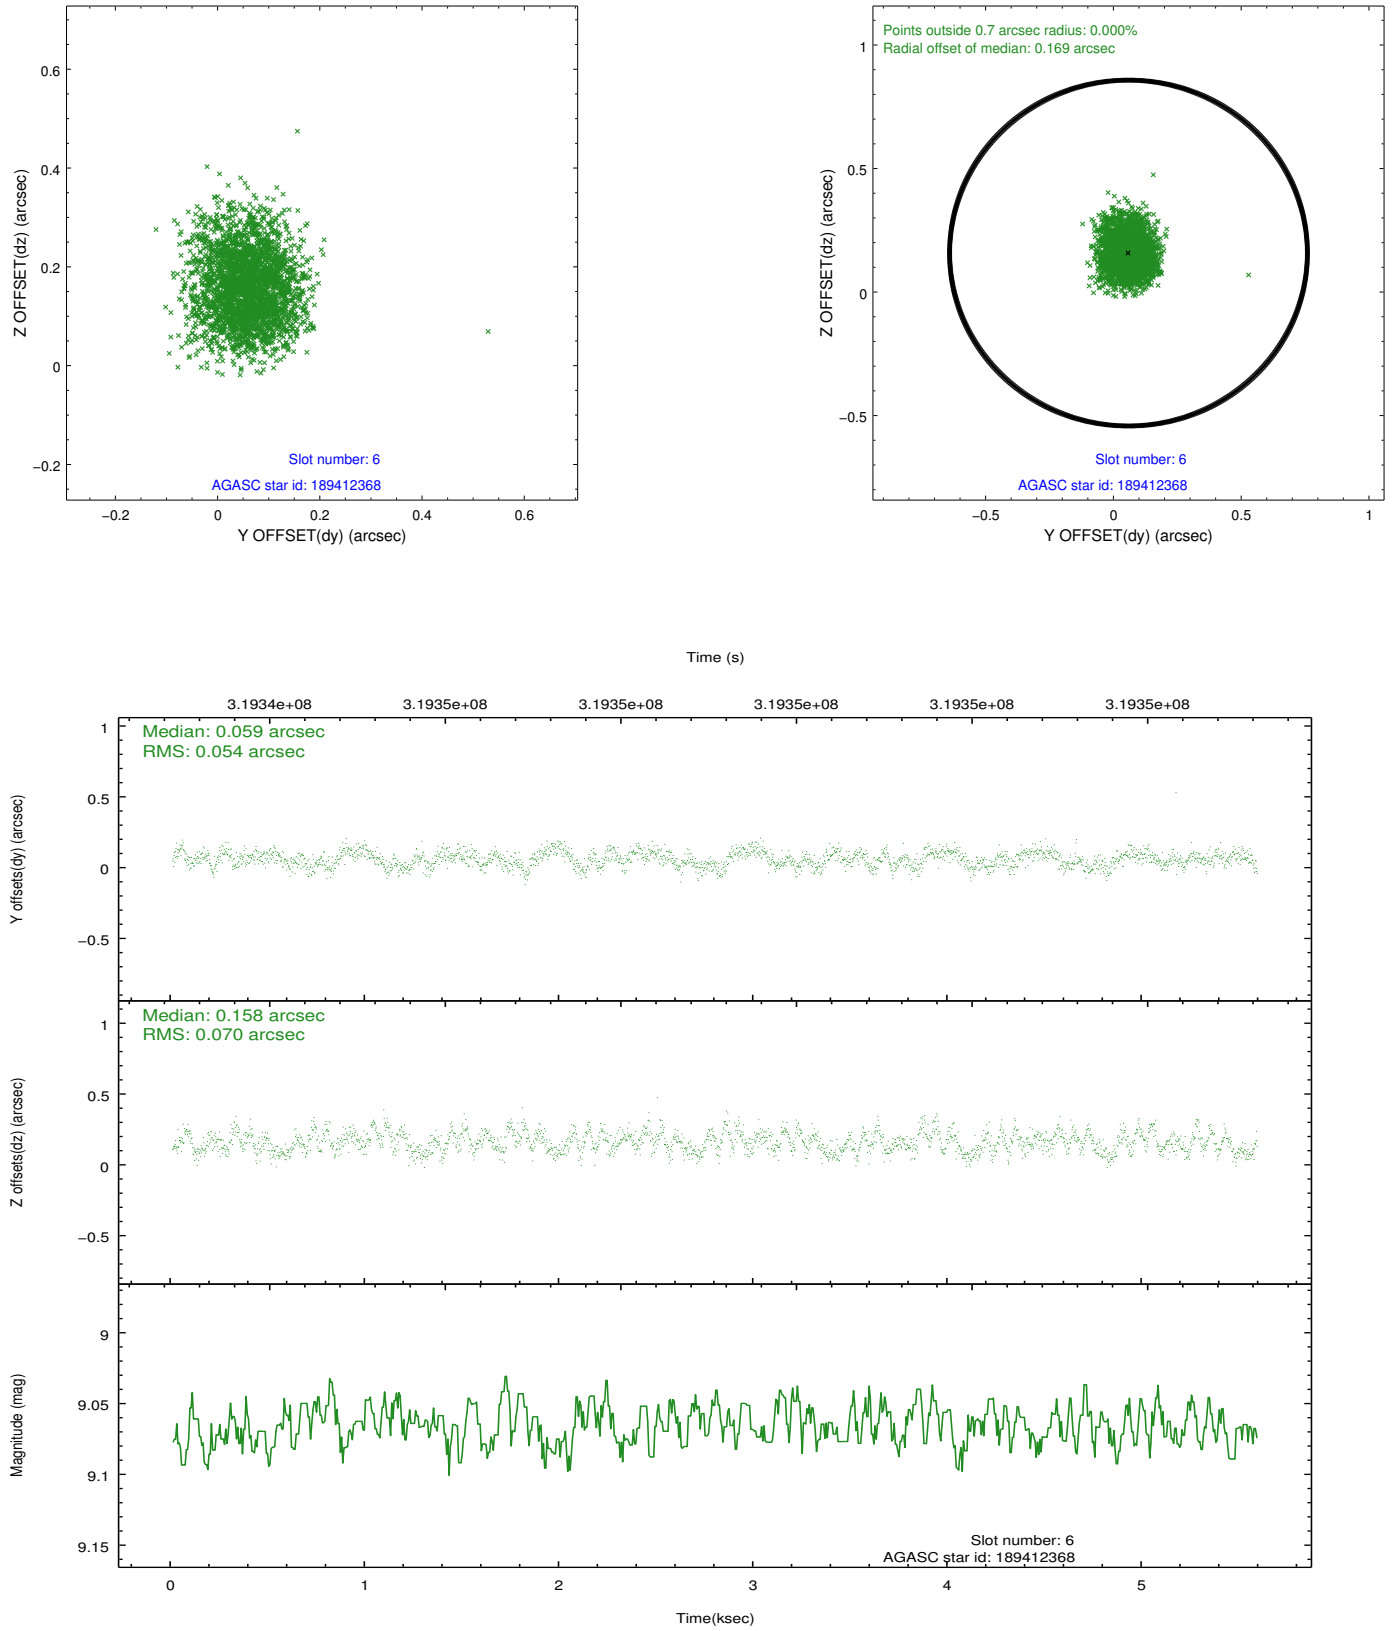 0.6
0.4
0.2
0
−0.2
Z OFFSET(dz) (arcsec)
Slot number: 6
AGASC star id: 189412368
−0.2 0 0.2 0.4 0.6
Y OFFSET(dy) (arcsec)
Points outside 0.7 arcsec radius: 0.000%
Radial offset of median: 0.169 arcsec
1
0.5
0
−0.5
Z OFFSET(dz) (arcsec)
Slot number: 6
AGASC star id: 189412368
−0.5 0 0.5 1
Y OFFSET(dy) (arcsec)
Time (s)
3.1934e+08 3.1935e+08 3.1935e+08 3.1935e+08 3.1935e+08 3.1935e+08
Median: 0.059 arcsec
RMS: 0.054 arcsec
1
0.5
0
−0.5
Y offsets(dy) (arcsec)
Median: 0.158 arcsec
RMS: 0.070 arcsec
1
0.5
0
−0.5
Z offsets(dz) (arcsec)
9
9.05
9.1
9.15
Magnitude (mag)
Slot number: 6
AGASC star id: 189412368
0 1 2 3 4 5
Time(ksec)